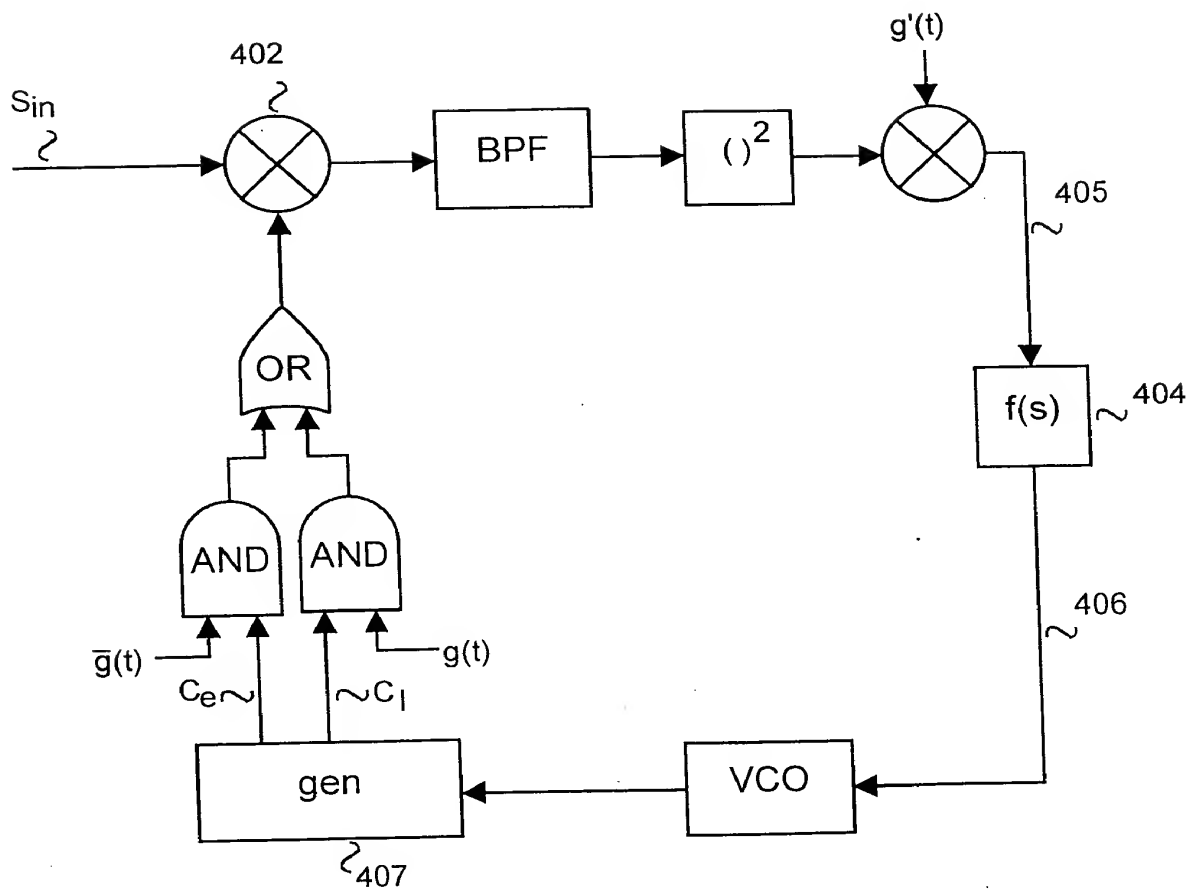 g'(t)
402
Sin
BPF
( )²
405
OR
f(s)
404
AND
AND
406
g̅(t)
g(t)
Ce
Cl
gen
VCO
407